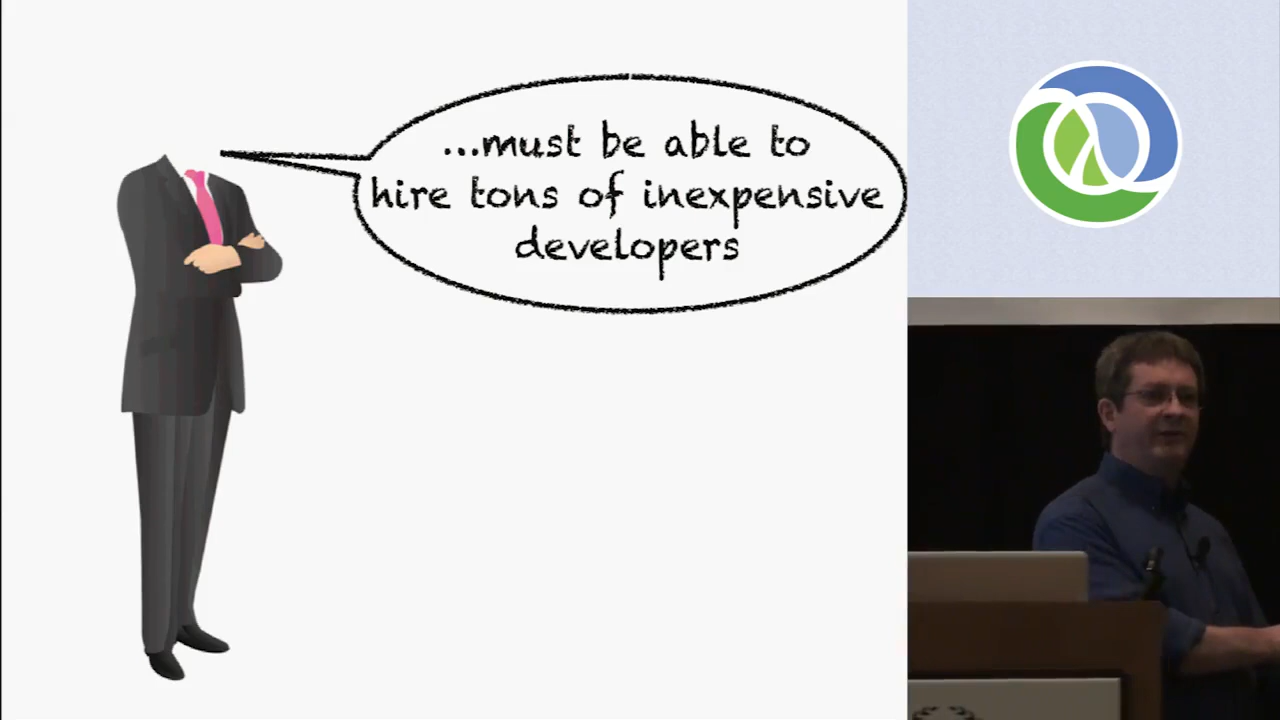 ...must be able to
hire tons of inexpensive
developers